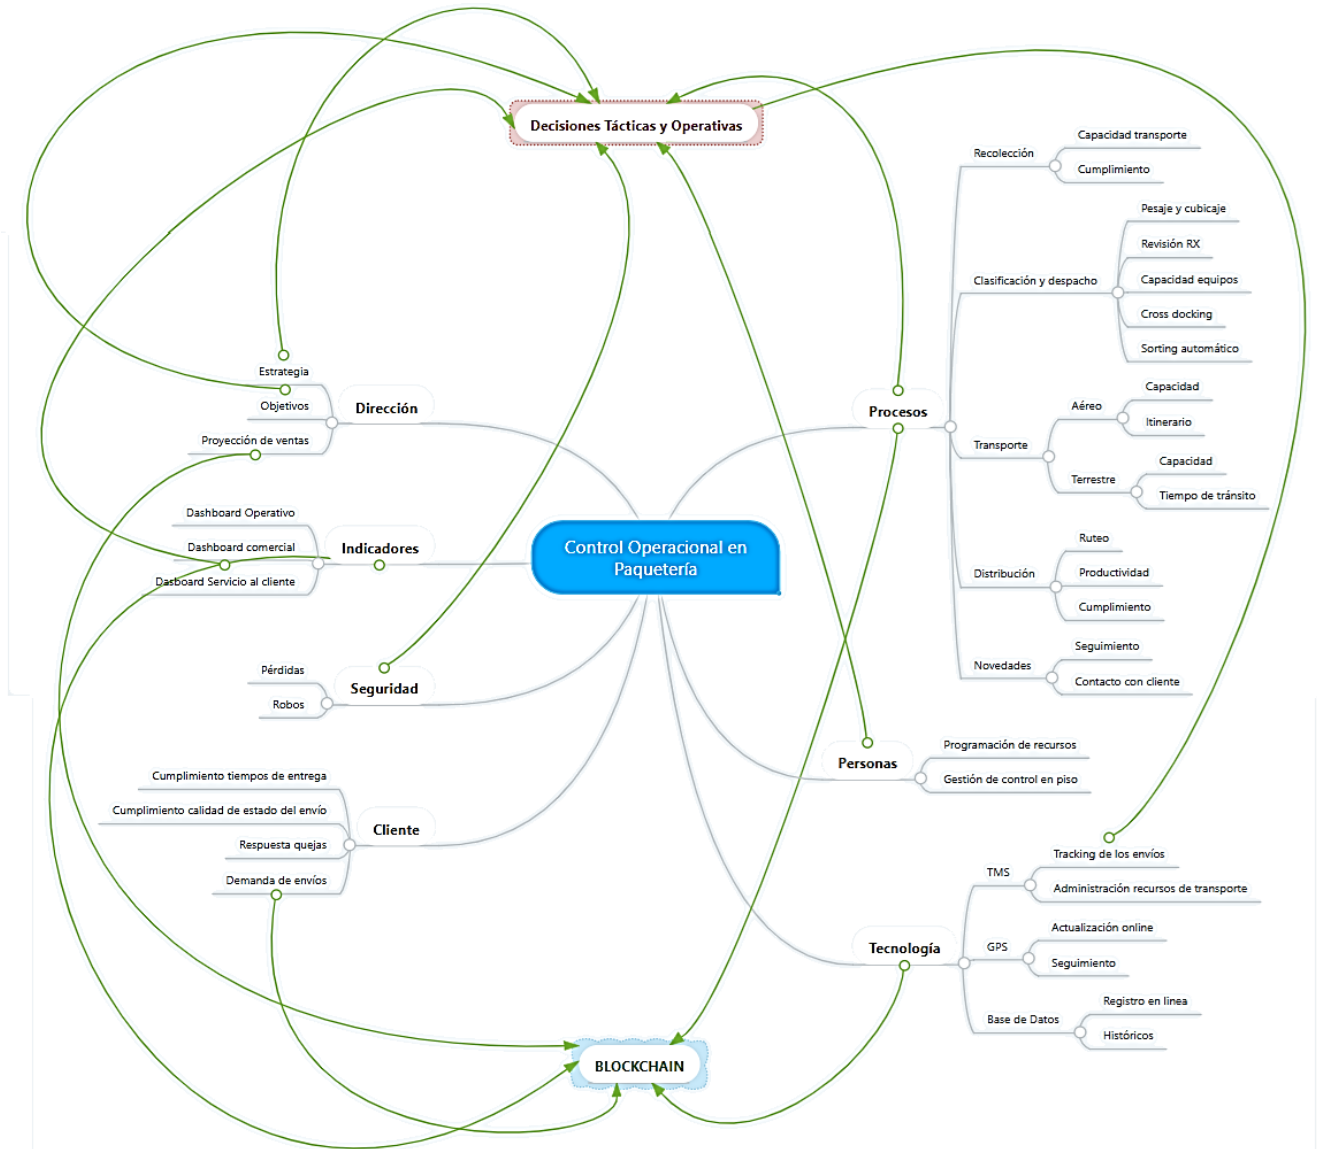 Decisiones Tácticas y Operativas
Control Operacional en
Paquetería
Dirección
Estrategia
Objetivos
Proyección de ventas
Indicadores
Dashboard Operativo
Dashboard comercial
Dasboard Servicio al cliente
Seguridad
Pérdidas
Robos
Cliente
Cumplimiento tiempos de entrega
Cumplimiento calidad de estado del envío
Respuesta quejas
Demanda de envíos
Procesos
Recolección
Capacidad transporte
Cumplimiento
Clasificación y despacho
Pesaje y cubicaje
Revisión RX
Capacidad equipos
Cross docking
Sorting automático
Transporte
Aéreo
Capacidad
Itinerario
Terrestre
Capacidad
Tiempo de tránsito
Distribución
Ruteo
Productividad
Cumplimiento
Novedades
Seguimiento
Contacto con cliente
Personas
Programación de recursos
Gestión de control en piso
Tecnología
TMS
Tracking de los envíos
Administración recursos de transporte
GPS
Actualización online
Seguimiento
Base de Datos
Registro en linea
Históricos
BLOCKCHAIN